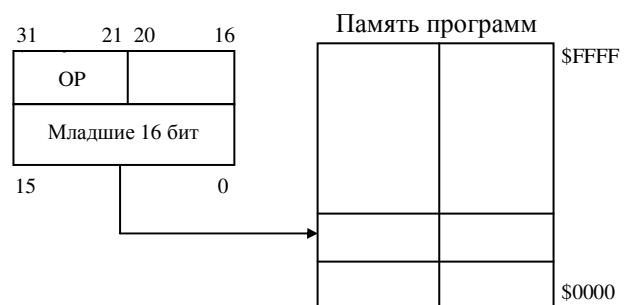 Память программ
31 21 20 16
$FFFF
OP
Младшие 16 бит
15 0
$0000